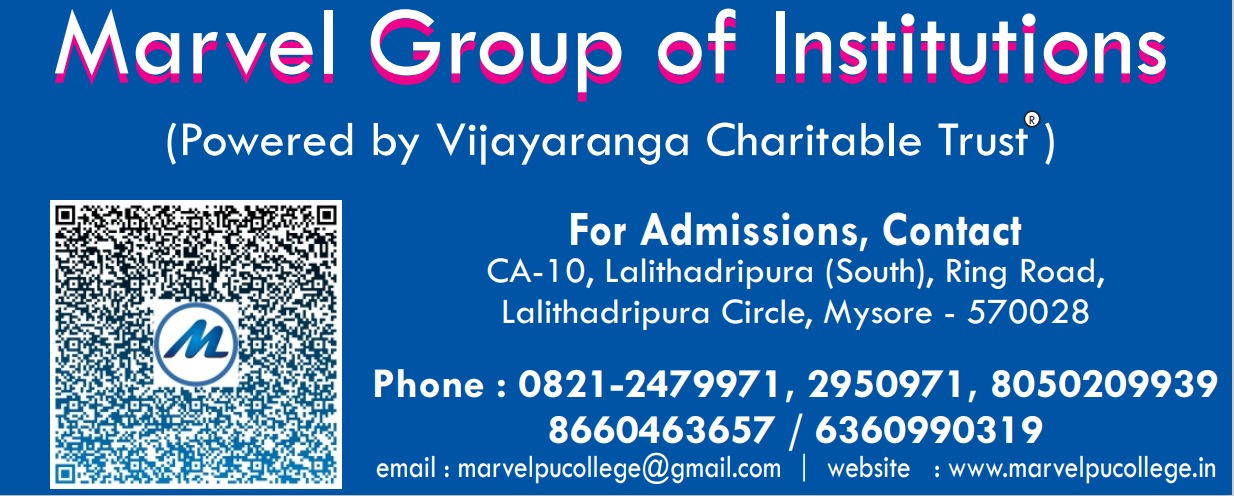 Marvel Group of Institutions
(Powered by Vijayaranga Charitable Trust ® )
M
For Admissions, Contact
CA-10, Lalithadripura (South), Ring Road,
Lalithadripura Circle, Mysore - 570028
Phone : 0821-2479971, 2950971, 8050209939
8660463657 / 6360990319
email : marvelpucollege@gmail.com | website : www.marvelpucollege.in